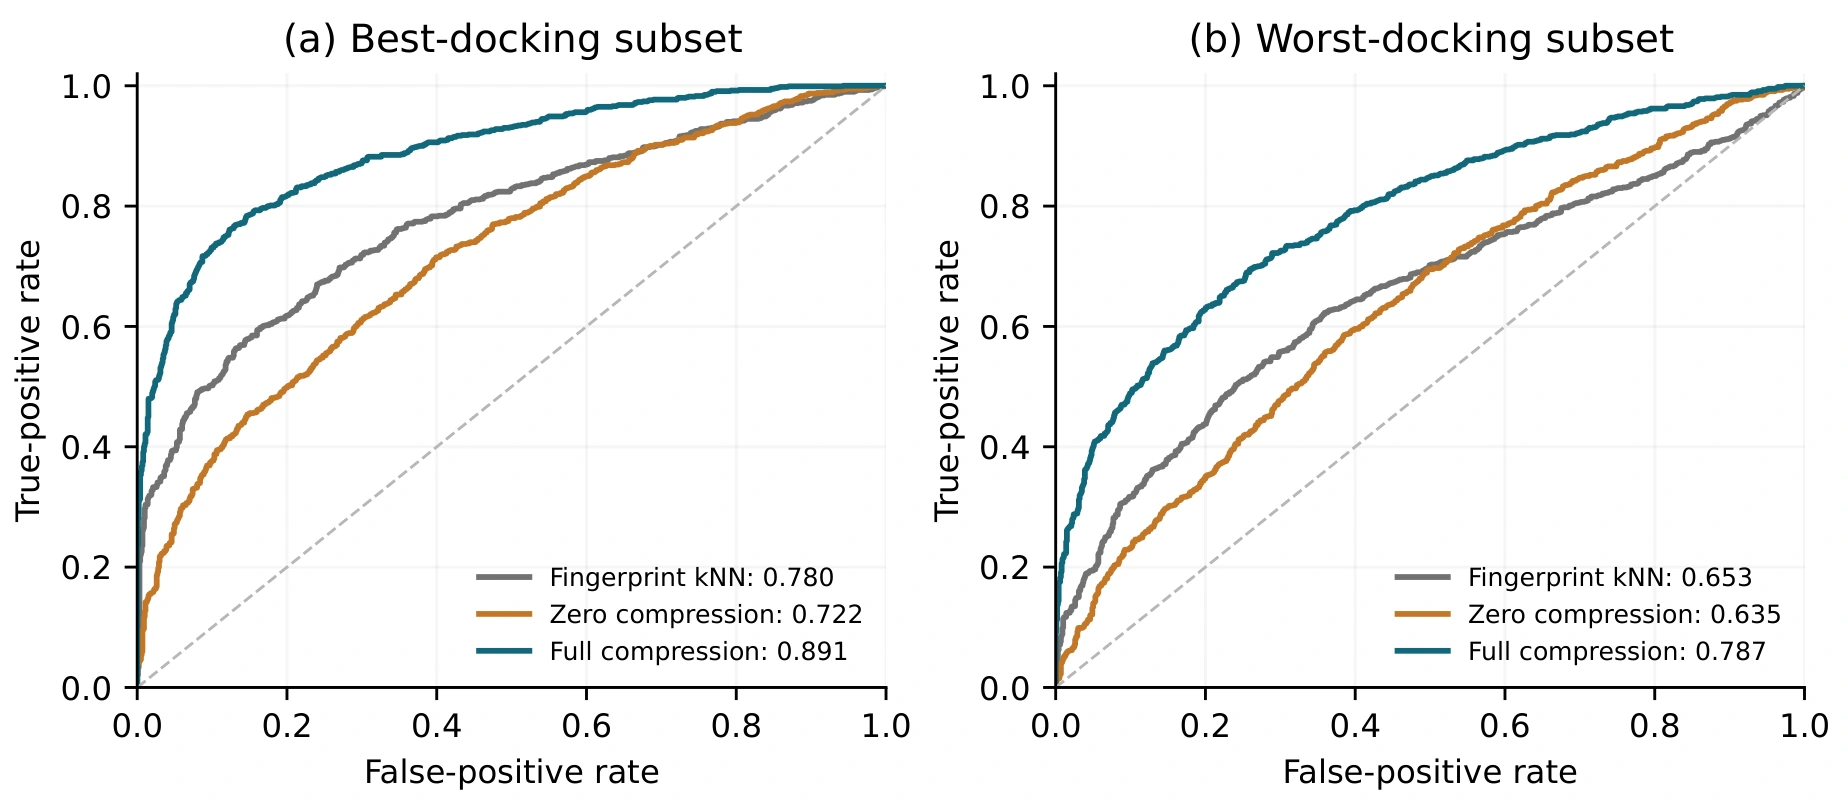 (a) Best-docking subset
True-positive rate
1.0
0.8
0.6
0.4
0.2
0.0
Fingerprint kNN: 0.780
Zero compression: 0.722
Full compression: 0.891
0.0 0.2 0.4 0.6 0.8 1.0
False-positive rate
(b) Worst-docking subset
True-positive rate
1.0
0.8
0.6
0.4
0.2
0.0
Fingerprint kNN: 0.653
Zero compression: 0.635
Full compression: 0.787
0.0 0.2 0.4 0.6 0.8 1.0
False-positive rate